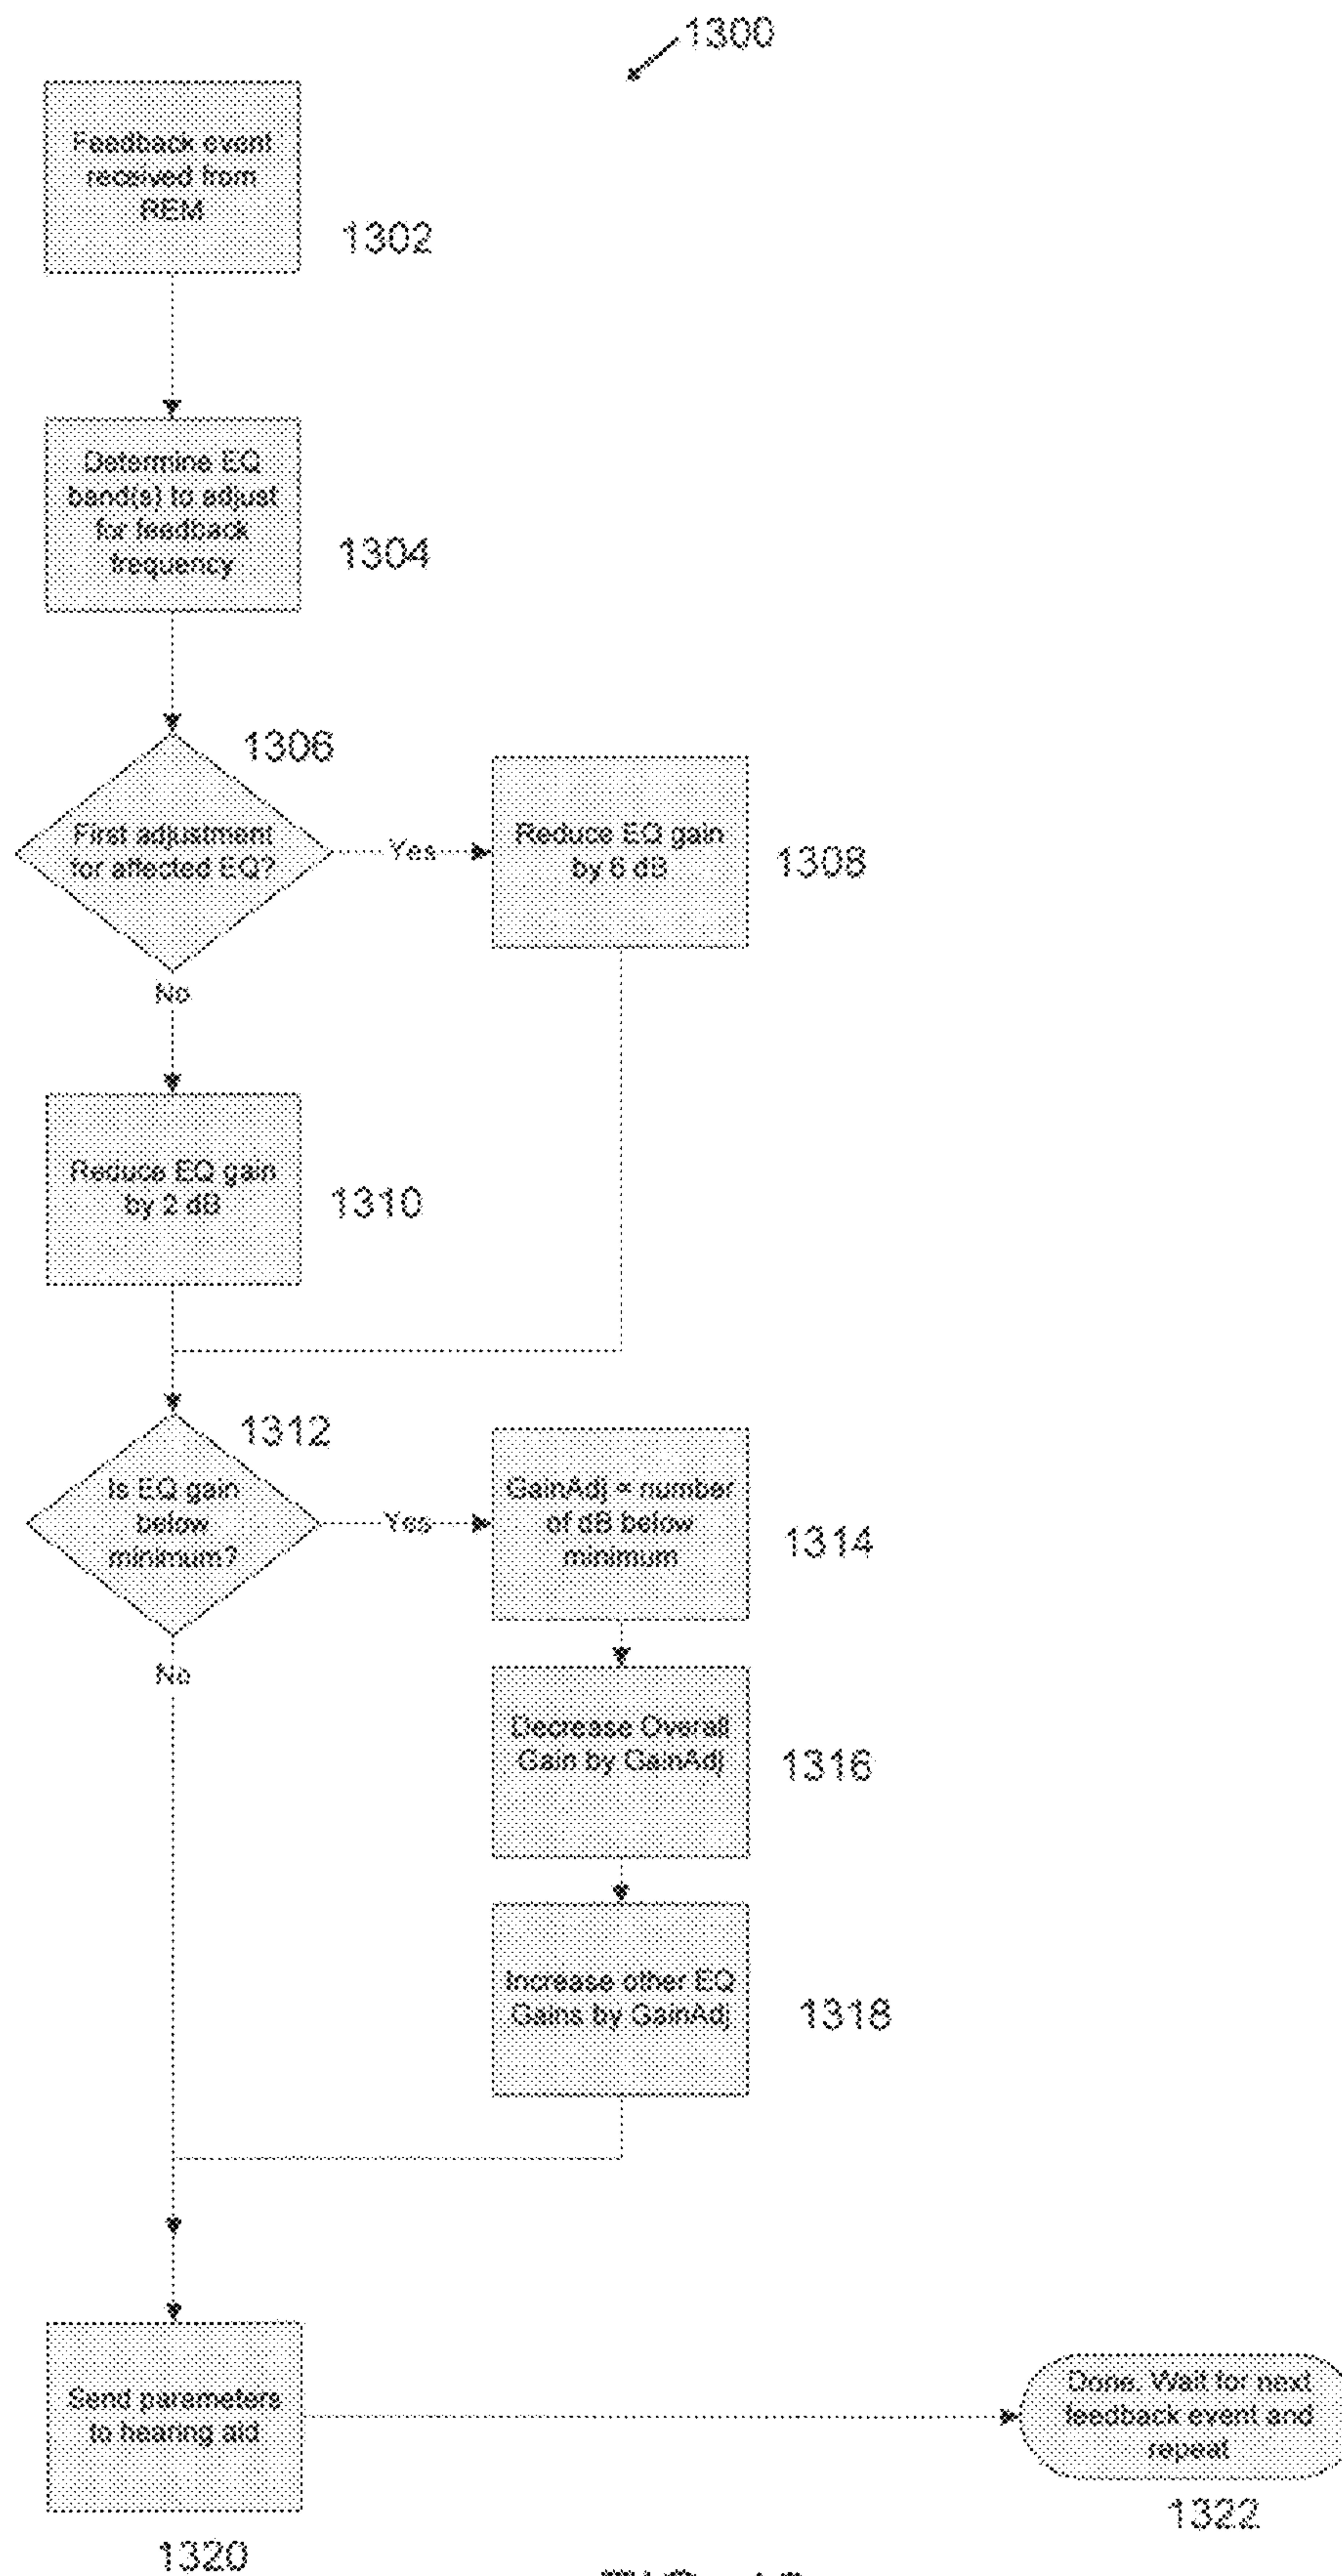 1300
Feedback event
received from
REM
1302
Determine EQ
band(s) to adjust
for feedback
frequency
1304
1306
First adjustment
for affected EQ?
Yes
Reduce EQ gain
by 6 dB
1308
No
Reduce EQ gain
by 2 dB
1310
1312
Is EQ gain
below
minimum?
Yes
GainAdj = number
of dB below
minimum
1314
No
Decrease Overall
Gain by GainAdj
1316
Increase other EQ
Gains by GainAdj
1318
Send parameters
to hearing aid
1320
Done. Wait for next
feedback event and
repeat
1322